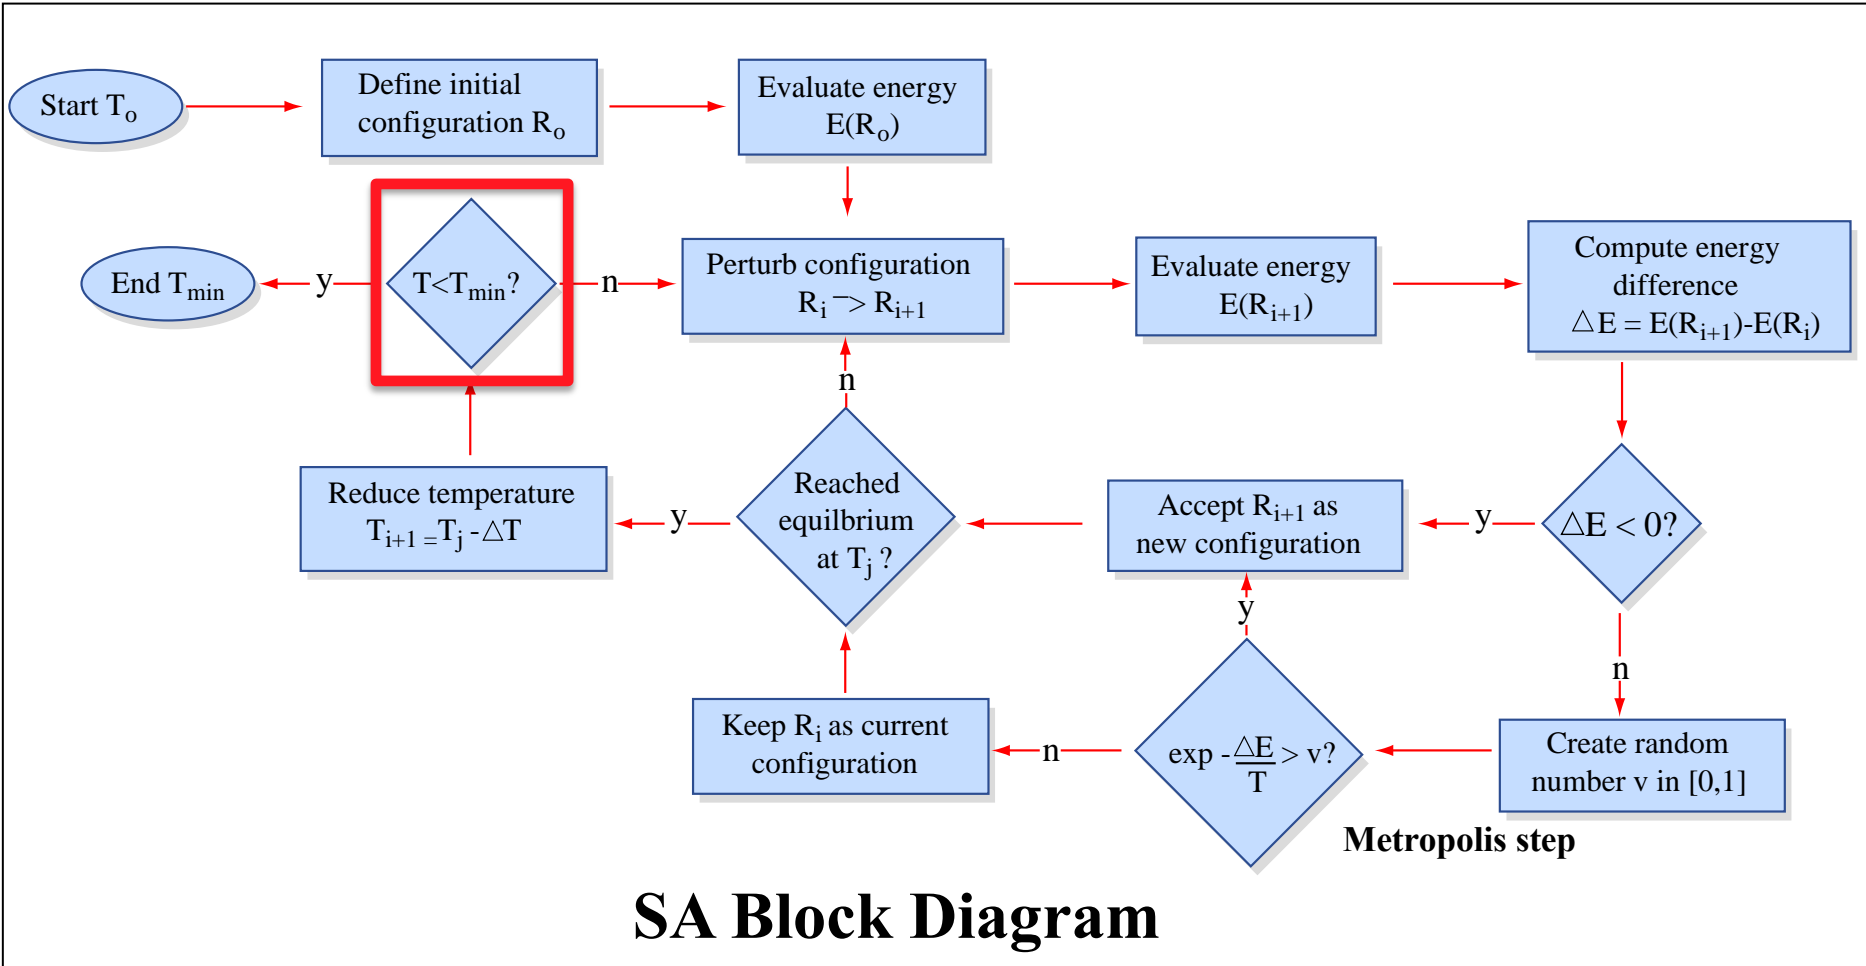 Start T₀
Define initial
configuration R₀
Evaluate energy
E(R₀)
End Tmin
y
T<Tmin?
n
Perturb configuration
Rᵢ –> Rᵢ₊₁
Evaluate energy
E(Rᵢ₊₁)
Compute energy
difference
△E = E(Rᵢ₊₁)-E(Rᵢ)
n
Reduce temperature
Tᵢ₊₁ = Tⱼ - △T
y
Reached
equilbrium
at Tⱼ ?
Accept Rᵢ₊₁ as
new configuration
y
△E < 0?
y
n
Keep Rᵢ as current
configuration
n
exp - △E/T > v?
Create random
number v in [0,1]
Metropolis step
SA Block Diagram